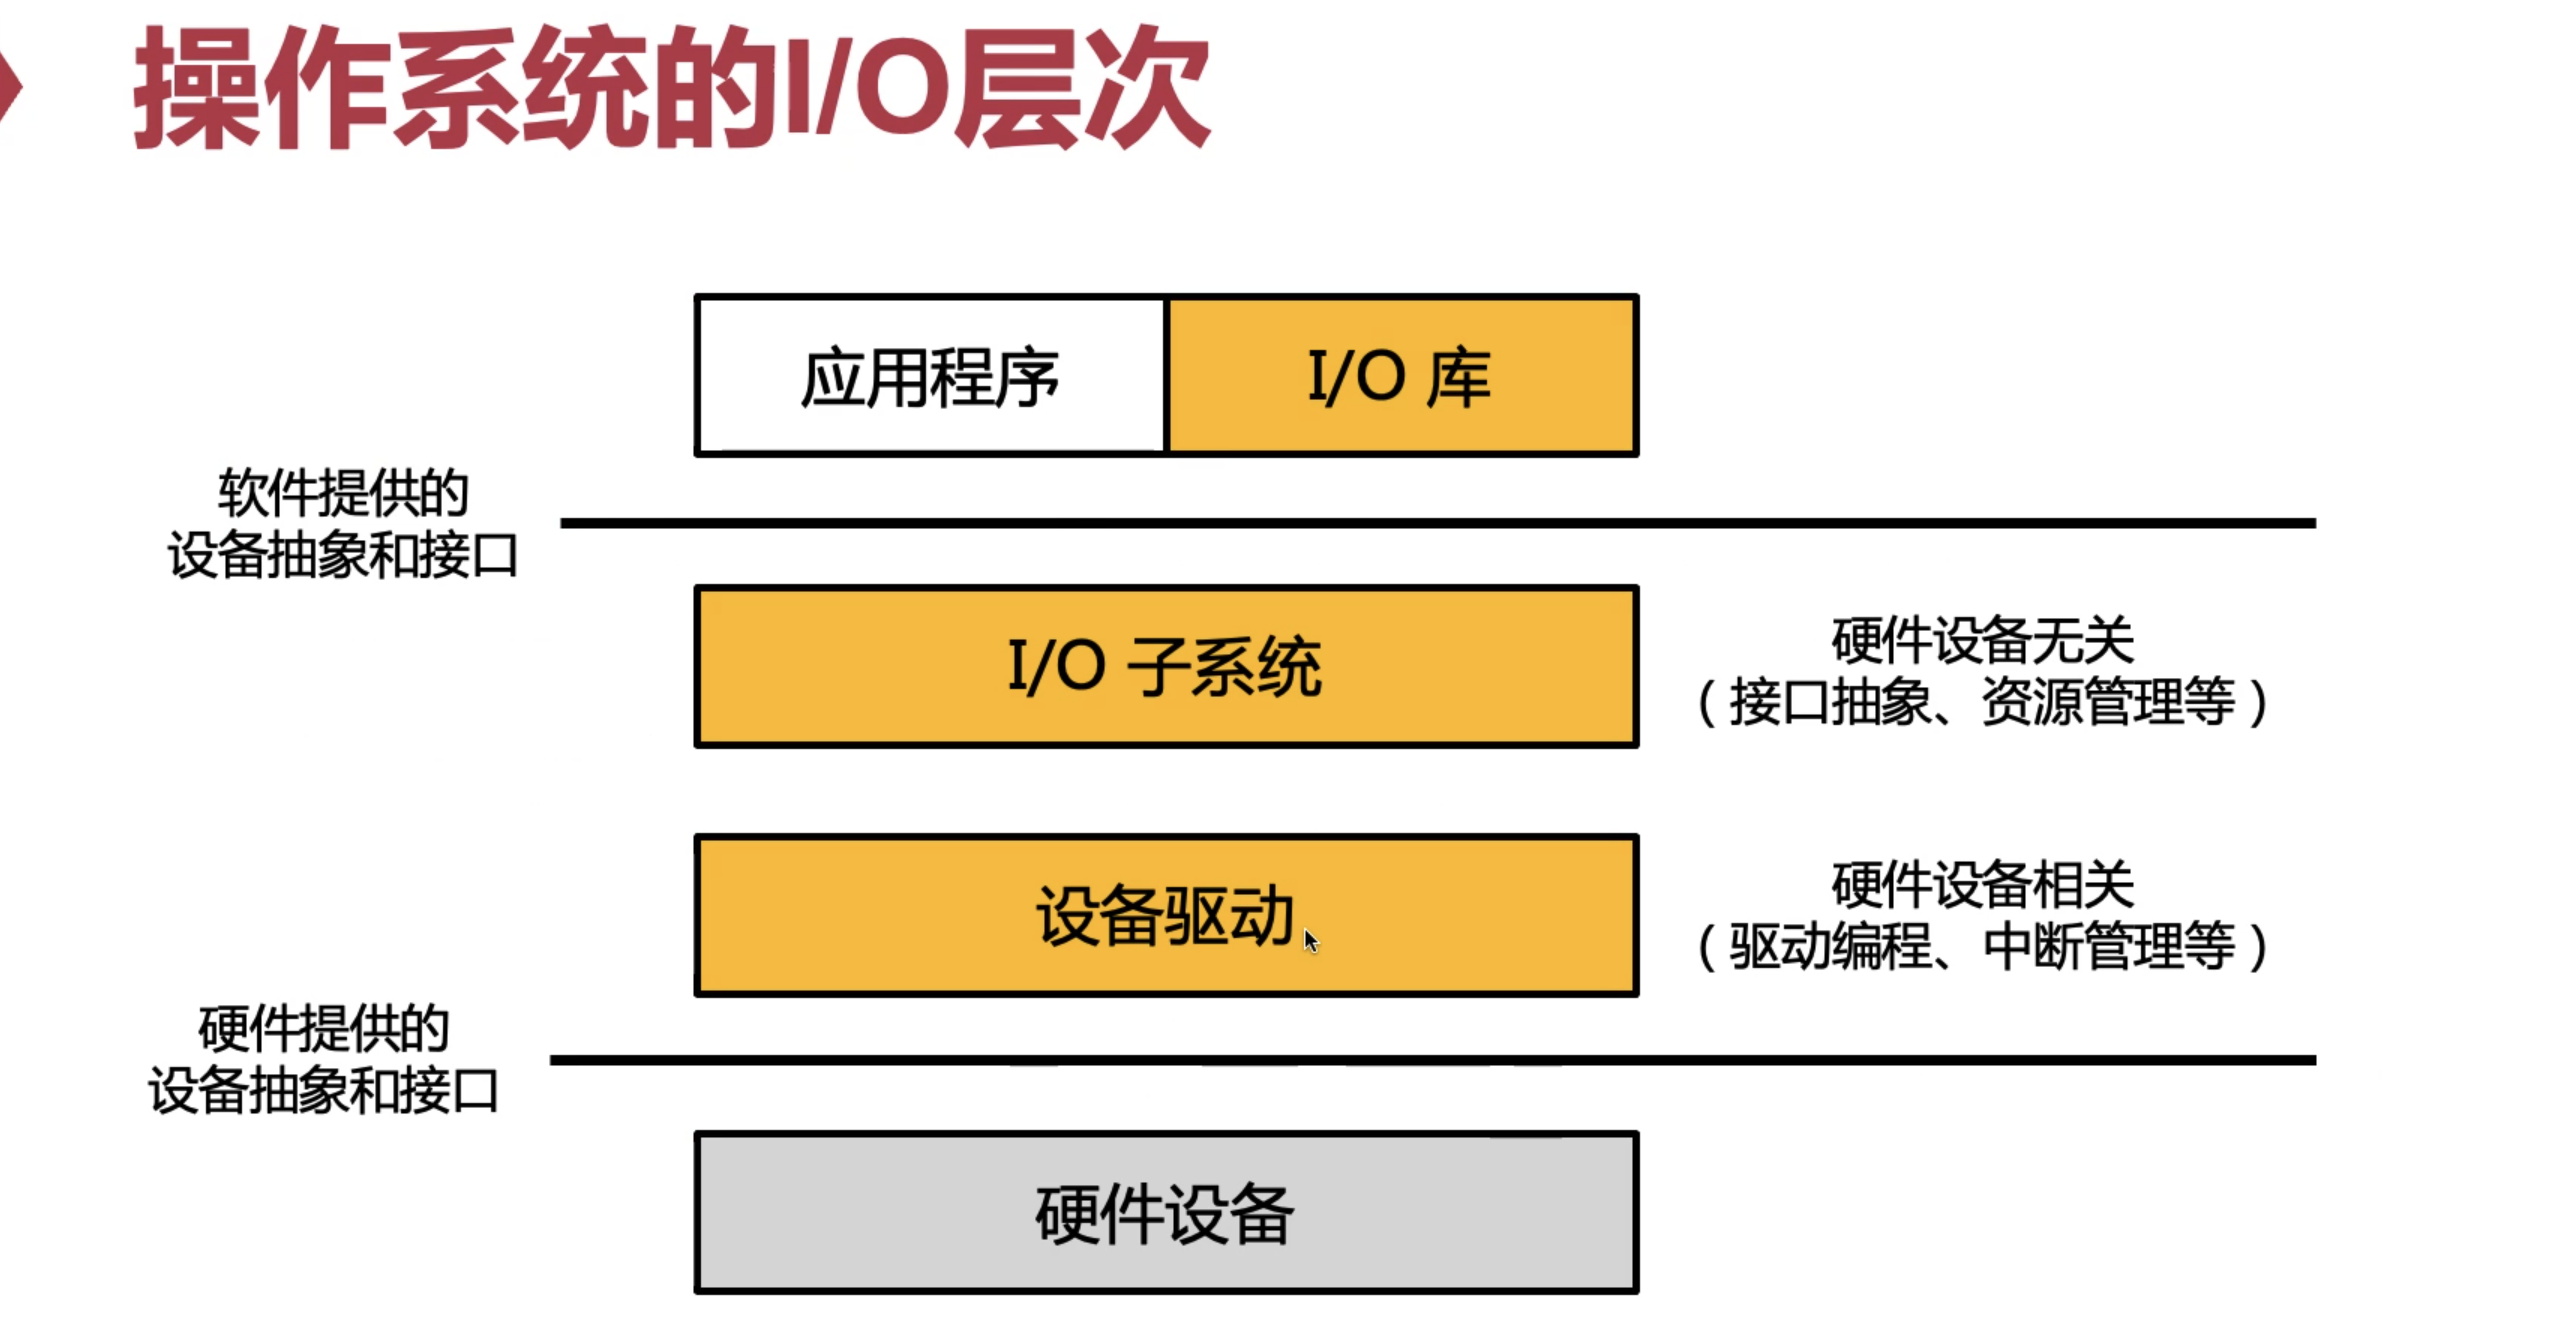 操作系统的I/O层次
应用程序
I/O 库
软件提供的
设备抽象和接口
I/O 子系统
硬件设备无关
（接口抽象、资源管理等）
设备驱动
硬件设备相关
（驱动编程、中断管理等）
硬件提供的
设备抽象和接口
硬件设备